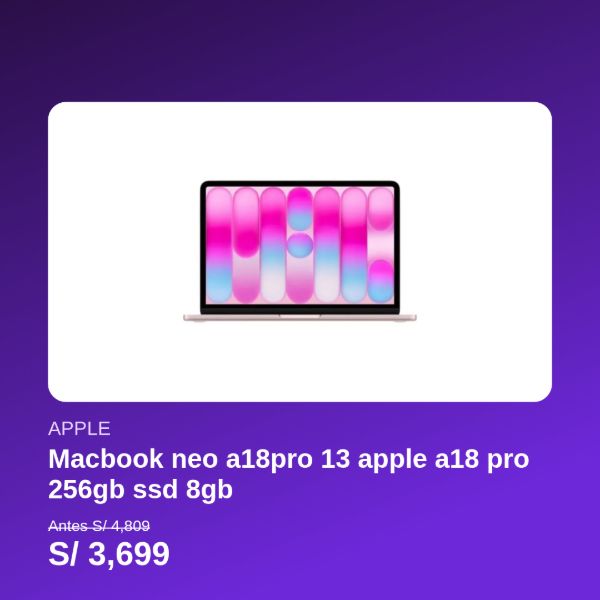 APPLE
Macbook neo a18pro 13 apple a18 pro
256gb ssd 8gb
Antes S/ 4,809
S/ 3,699